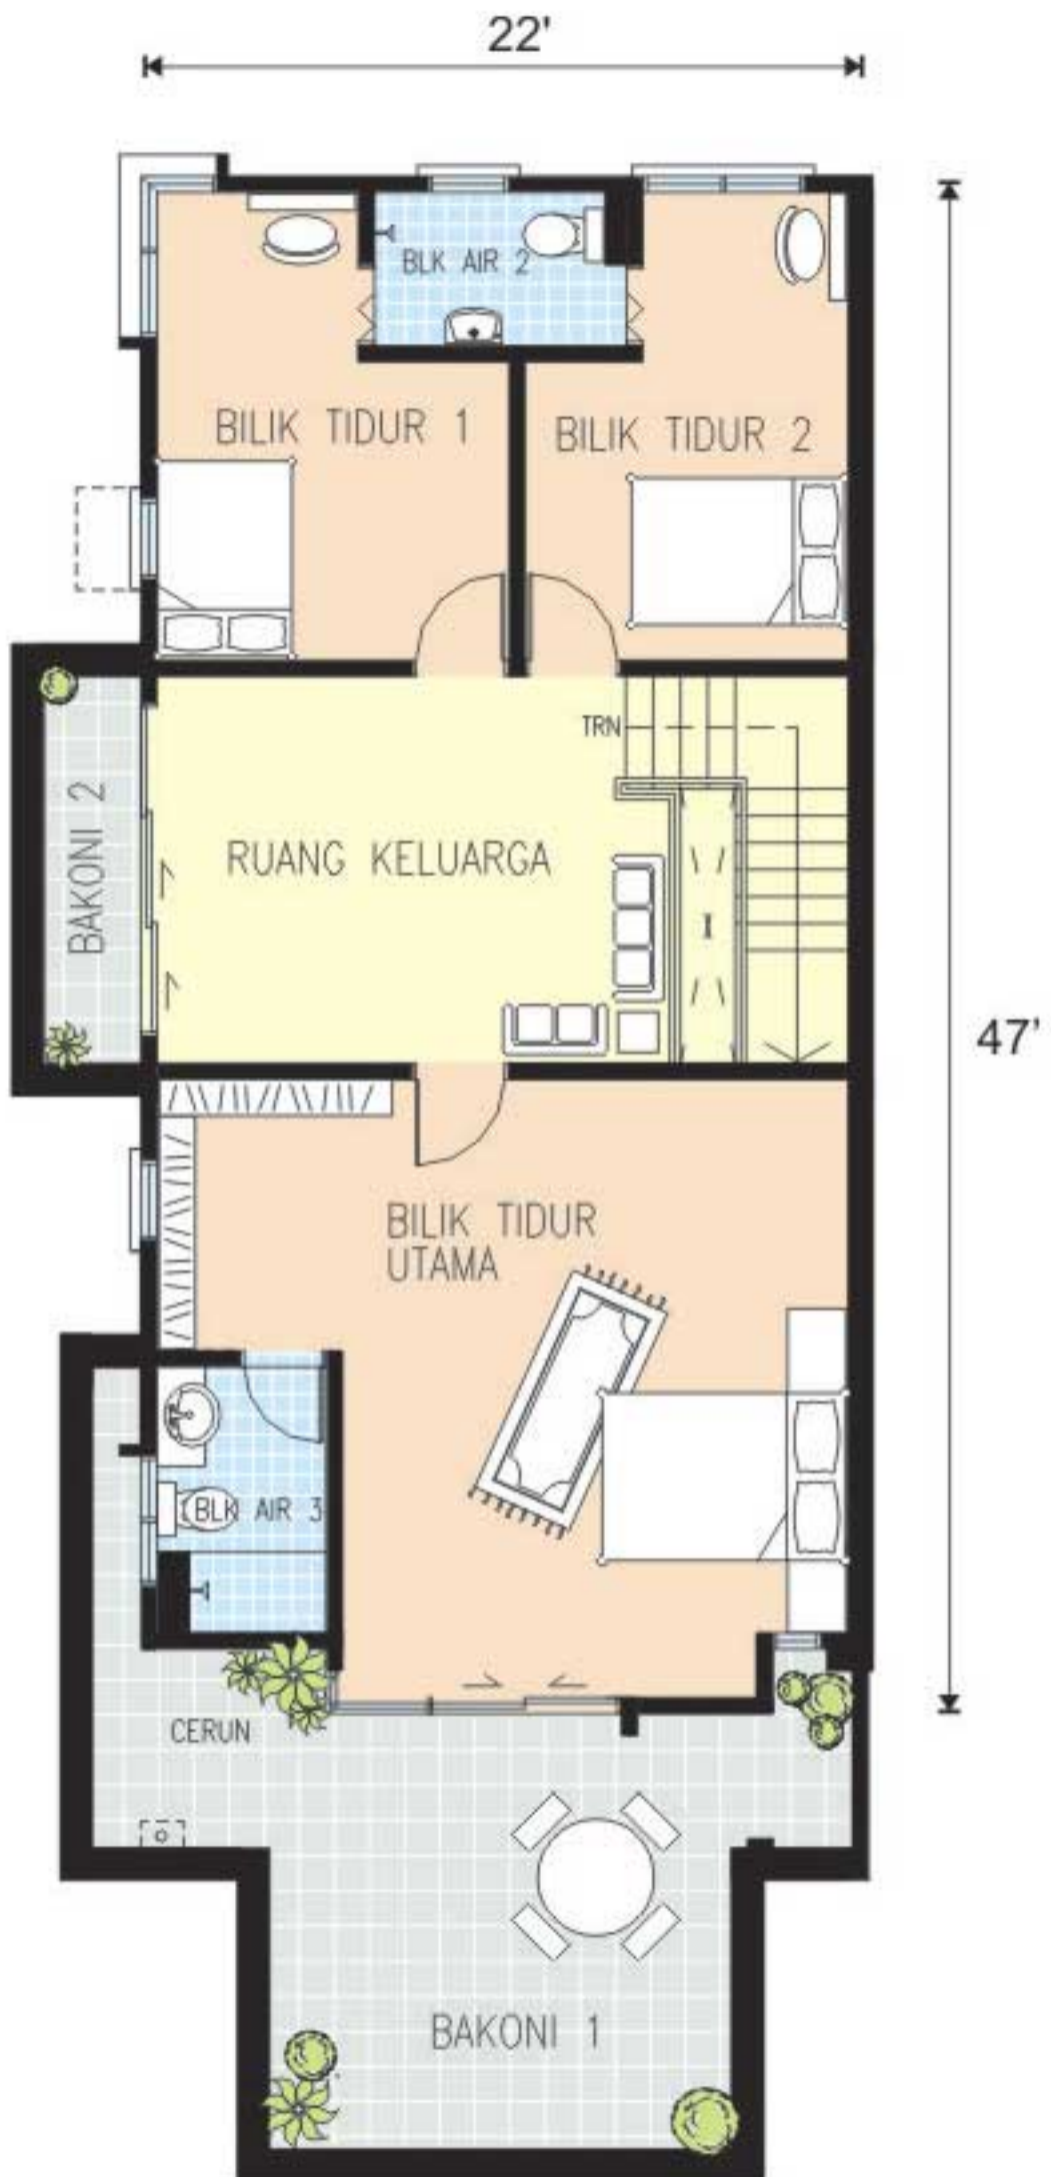 22'
BLK AIR 2
BILIK TIDUR 1
BILIK TIDUR 2
TRN
BAKONI 2
RUANG KELUARGA
47'
BILIK TIDUR
UTAMA
BLK AIR 3
CERUN
BAKONI 1